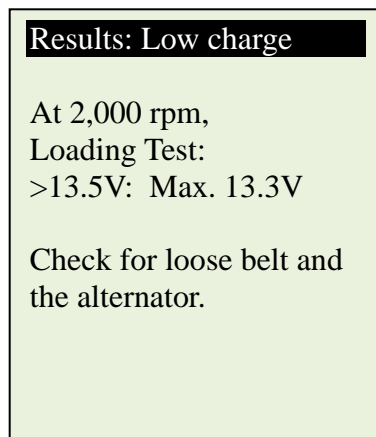 Results: Low charge
At 2,000 rpm,
Loading Test:
>13.5V: Max. 13.3V
Check for loose belt and
the alternator.